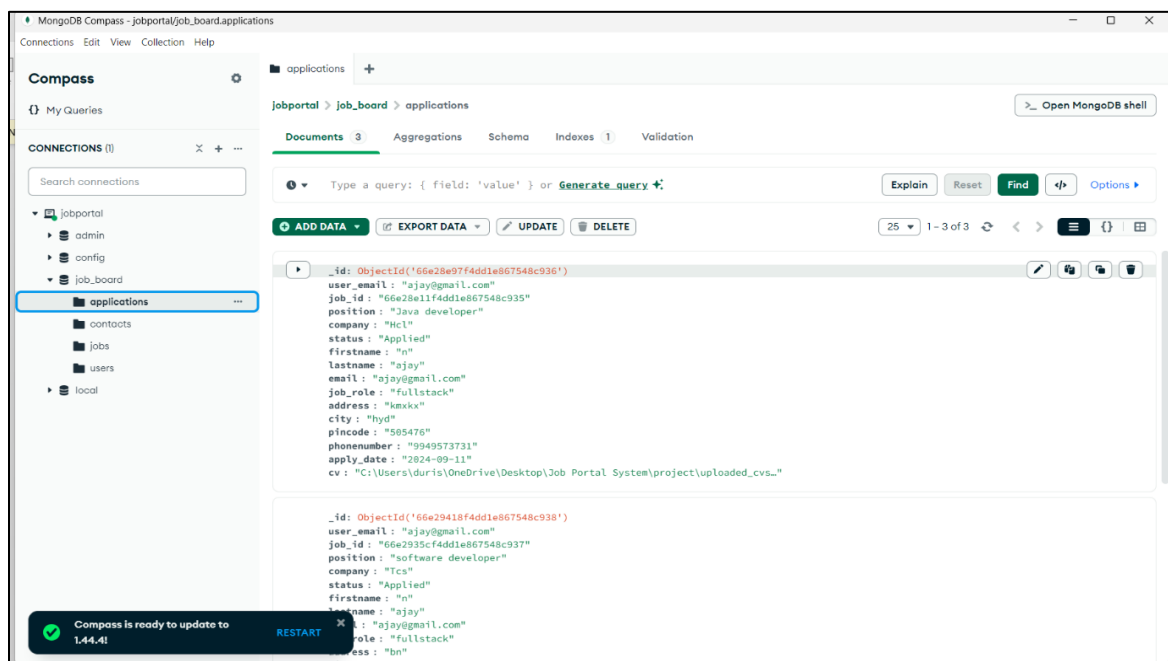 MongoDB Compass - jobportal/job_board.applications
Connections Edit View Collection Help
Compass
{} My Queries
CONNECTIONS (1)
Search connections
jobportal
admin
config
job_board
applications
contacts
jobs
users
local
Compass is ready to update to
1.44.4!
RESTART
applications
jobportal > job_board > applications
>_ Open MongoDB shell
Documents 3 Aggregations Schema Indexes 1 Validation
Type a query: { field: 'value' } or Generate query
Explain Reset Find </> Options
ADD DATA EXPORT DATA UPDATE DELETE
25 1 – 3 of 3 {}
_id: ObjectId('66e28e97f4dd1e867548c936')
user_email : "ajay@gmail.com"
job_id : "66e28e11f4dd1e867548c935"
position : "Java developer"
company : "Hcl"
status : "Applied"
firstname : "n"
lastname : "ajay"
email : "ajay@gmail.com"
job_role : "fullstack"
address : "kmxkx"
city : "hyd"
pincode : "505476"
phonenumber : "9949573731"
apply_date : "2024-09-11"
cv : "C:\Users\duris\OneDrive\Desktop\Job Portal System\project\uploaded_cvs…"
_id: ObjectId('66e29418f4dd1e867548c938')
user_email : "ajay@gmail.com"
job_id : "66e2935cf4dd1e867548c937"
position : "software developer"
company : "Tcs"
status : "Applied"
firstname : "n"
tname : "ajay"
l : "ajay@gmail.com"
role : "fullstack"
ess : "bn"